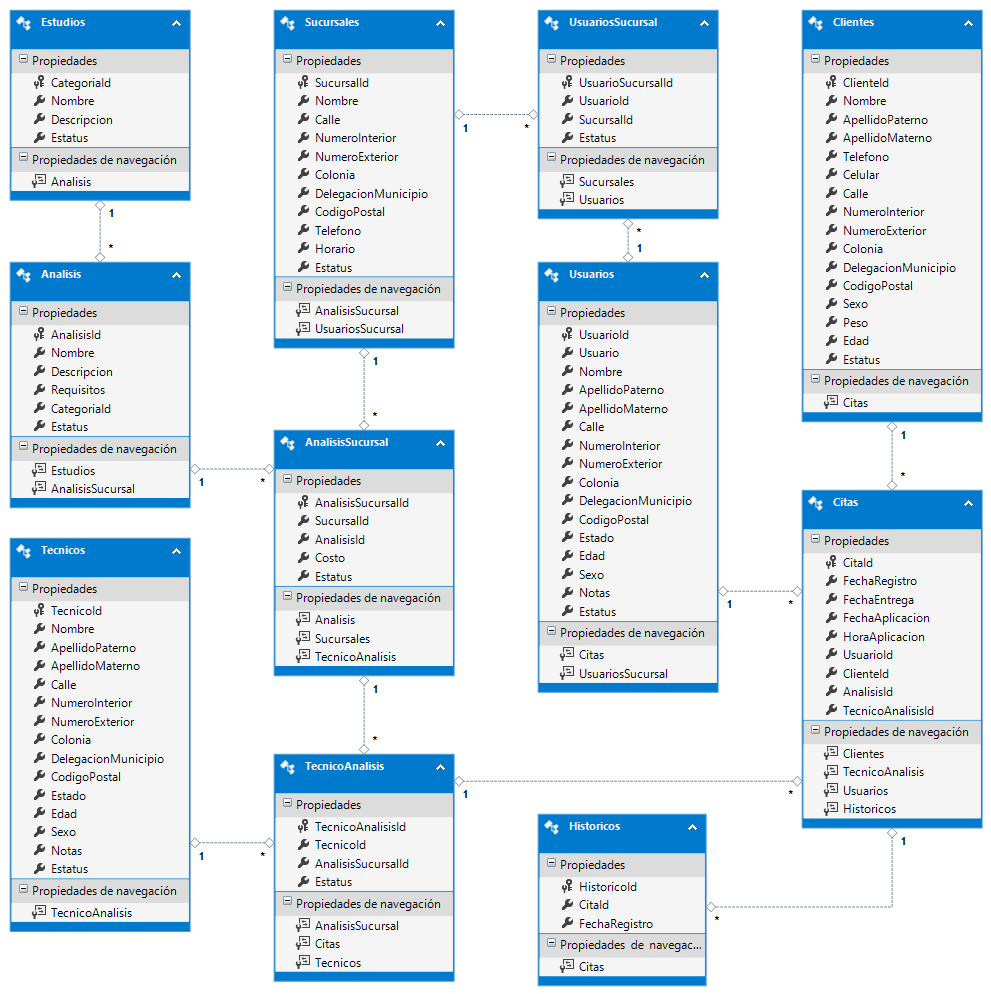 Estudios
Propiedades
CategoriaId
Nombre
Descripcion
Estatus
Propiedades de navegación
Analisis
1
*
Analisis
Propiedades
AnalisisId
Nombre
Descripcion
Requisitos
CategoriaId
Estatus
Propiedades de navegación
Estudios
AnalisisSucursal
1
*
Tecnicos
Propiedades
TecnicoId
Nombre
ApellidoPaterno
ApellidoMaterno
Calle
NumeroInterior
NumeroExterior
Colonia
DelegacionMunicipio
CodigoPostal
Estado
Edad
Sexo
Notas
Estatus
Propiedades de navegación
TecnicoAnalisis
1
*
Sucursales
Propiedades
SucursalId
Nombre
Calle
NumeroInterior
NumeroExterior
Colonia
DelegacionMunicipio
CodigoPostal
Telefono
Horario
Estatus
Propiedades de navegación
AnalisisSucursal
UsuariosSucursal
1
*
1
*
AnalisisSucursal
Propiedades
AnalisisSucursalId
SucursalId
AnalisisId
Costo
Estatus
Propiedades de navegación
Analisis
Sucursales
TecnicoAnalisis
1
*
TecnicoAnalisis
Propiedades
TecnicoAnalisisId
TecnicoId
AnalisisSucursalId
Estatus
Propiedades de navegación
AnalisisSucursal
Citas
Tecnicos
1
*
UsuariosSucursal
Propiedades
UsuarioSucursalId
UsuarioId
SucursalId
Estatus
Propiedades de navegación
Sucursales
Usuarios
*
1
Usuarios
Propiedades
UsuarioId
Usuario
Nombre
ApellidoPaterno
ApellidoMaterno
Calle
NumeroInterior
NumeroExterior
Colonia
DelegacionMunicipio
CodigoPostal
Estado
Edad
Sexo
Notas
Estatus
Propiedades de navegación
Citas
UsuariosSucursal
1
*
Historicos
Propiedades
HistoricoId
CitaId
FechaRegistro
Propiedades de navegac...
Citas
*
1
Clientes
Propiedades
ClienteId
Nombre
ApellidoPaterno
ApellidoMaterno
Telefono
Celular
Calle
NumeroInterior
NumeroExterior
Colonia
DelegacionMunicipio
CodigoPostal
Sexo
Peso
Edad
Estatus
Propiedades de navegación
Citas
1
*
Citas
Propiedades
CitaId
FechaRegistro
FechaEntrega
FechaAplicacion
HoraAplicacion
UsuarioId
ClienteId
AnalisisId
TecnicoAnalisisId
Propiedades de navegación
Clientes
TecnicoAnalisis
Usuarios
Historicos